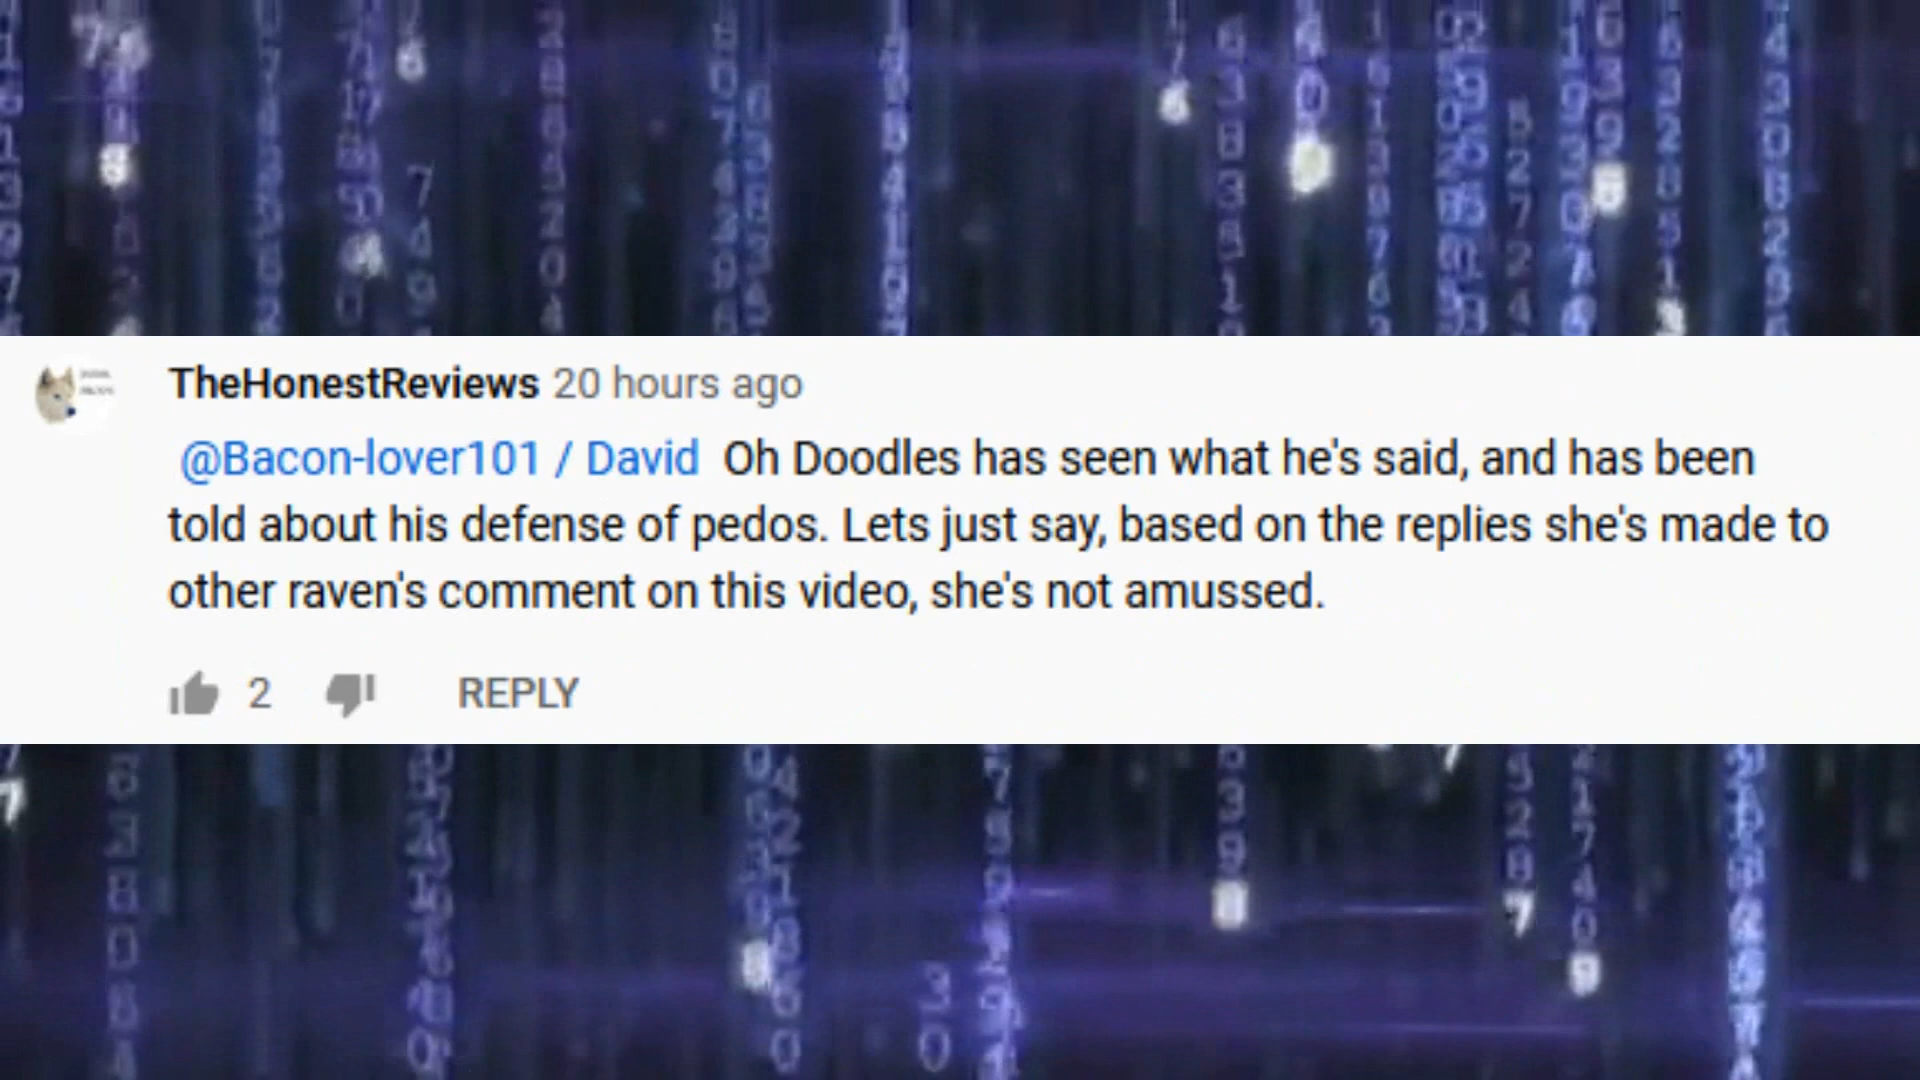 TheHonestReviews 20 hours ago
@Bacon-lover101 / David Oh Doodles has seen what he's said, and has been
told about his defense of pedos. Lets just say, based on the replies she's made to
other raven's comment on this video, she's not amussed.
2 REPLY